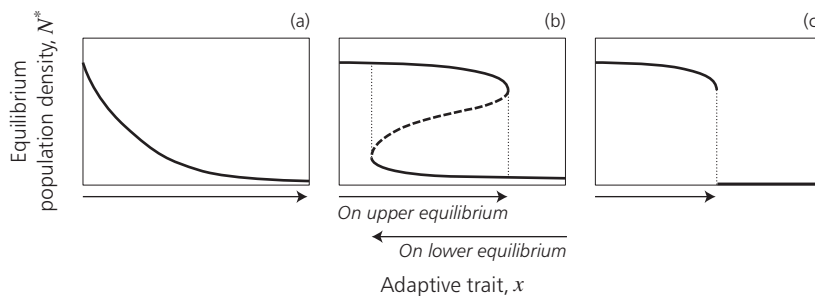 (a)
(b)
(c
Equilibrium
population density, N*
On upper equilibrium
On lower equilibrium
Adaptive trait, x